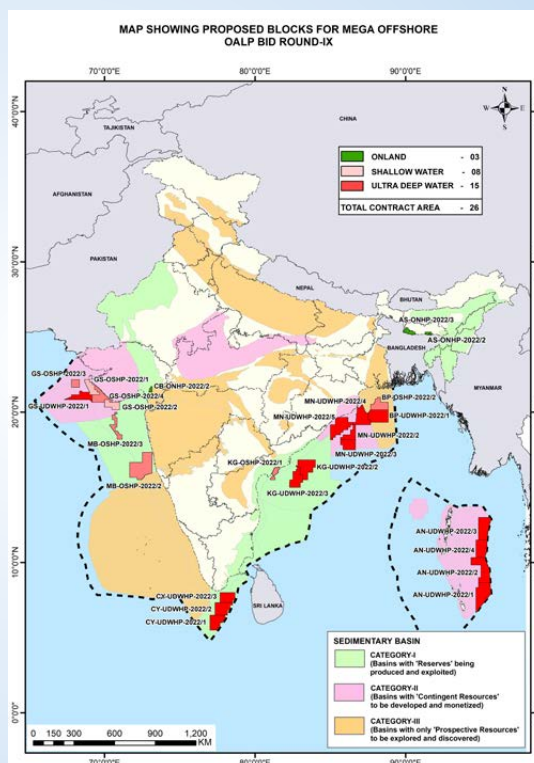 MAP SHOWING PROPOSED BLOCKS FOR MEGA OFFSHORE
OALP BID ROUND-IX
70°0'0"E 80°0'0"E 90°0'0"E
40°0'0"N
30°0'0"N
20°0'0"N
10°0'0"N
0°0'0"
N
W E
S
ONLAND - 03
SHALLOW WATER - 08
ULTRA DEEP WATER - 15
TOTAL CONTRACT AREA - 26
TAJIKISTAN
CHINA
AFGHANISTAN
PAKISTAN
NEPAL
BHUTAN
BANGLADESH
MYANMAR
SRI LANKA
AS-ONHP-2022/3
AS-ONHP-2022/2
GS-OSHP-2022/3
GS-OSHP-2022/1
GS-OSHP-2022/4
CB-ONHP-2022/2
GS-OSHP-2022/2
GS-UDWHP-2022/1
MB-OSHP-2022/3
MB-OSHP-2022/2
BP-OSHP-2022/2
MN-UDWHP-2022/4
BP-UDWHP-2022/1
MN-UDWHP-2022/2
MN-UDWHP-2022/3
KG-OSHP-2022/1
KG-UDWHP-2022/2
KG-UDWHP-2022/3
AN-UDWHP-2022/3
AN-UDWHP-2022/4
AN-UDWHP-2022/2
AN-UDWHP-2022/1
CX-UDWHP-2022/3
CY-UDWHP-2022/2
CY-UDWHP-2022/1
SEDIMENTARY BASIN
CATEGORY-I
(Basins with 'Reserves' being
produced and exploited)
CATEGORY-II
(Basins with 'Contingent Resources'
to be developed and monetized)
CATEGORY-III
(Basins with only 'Prospective Resources'
to be explored and discovered)
0 150 300 600 900 1,200
KM
70°0'0"E 80°0'0"E 90°0'0"E